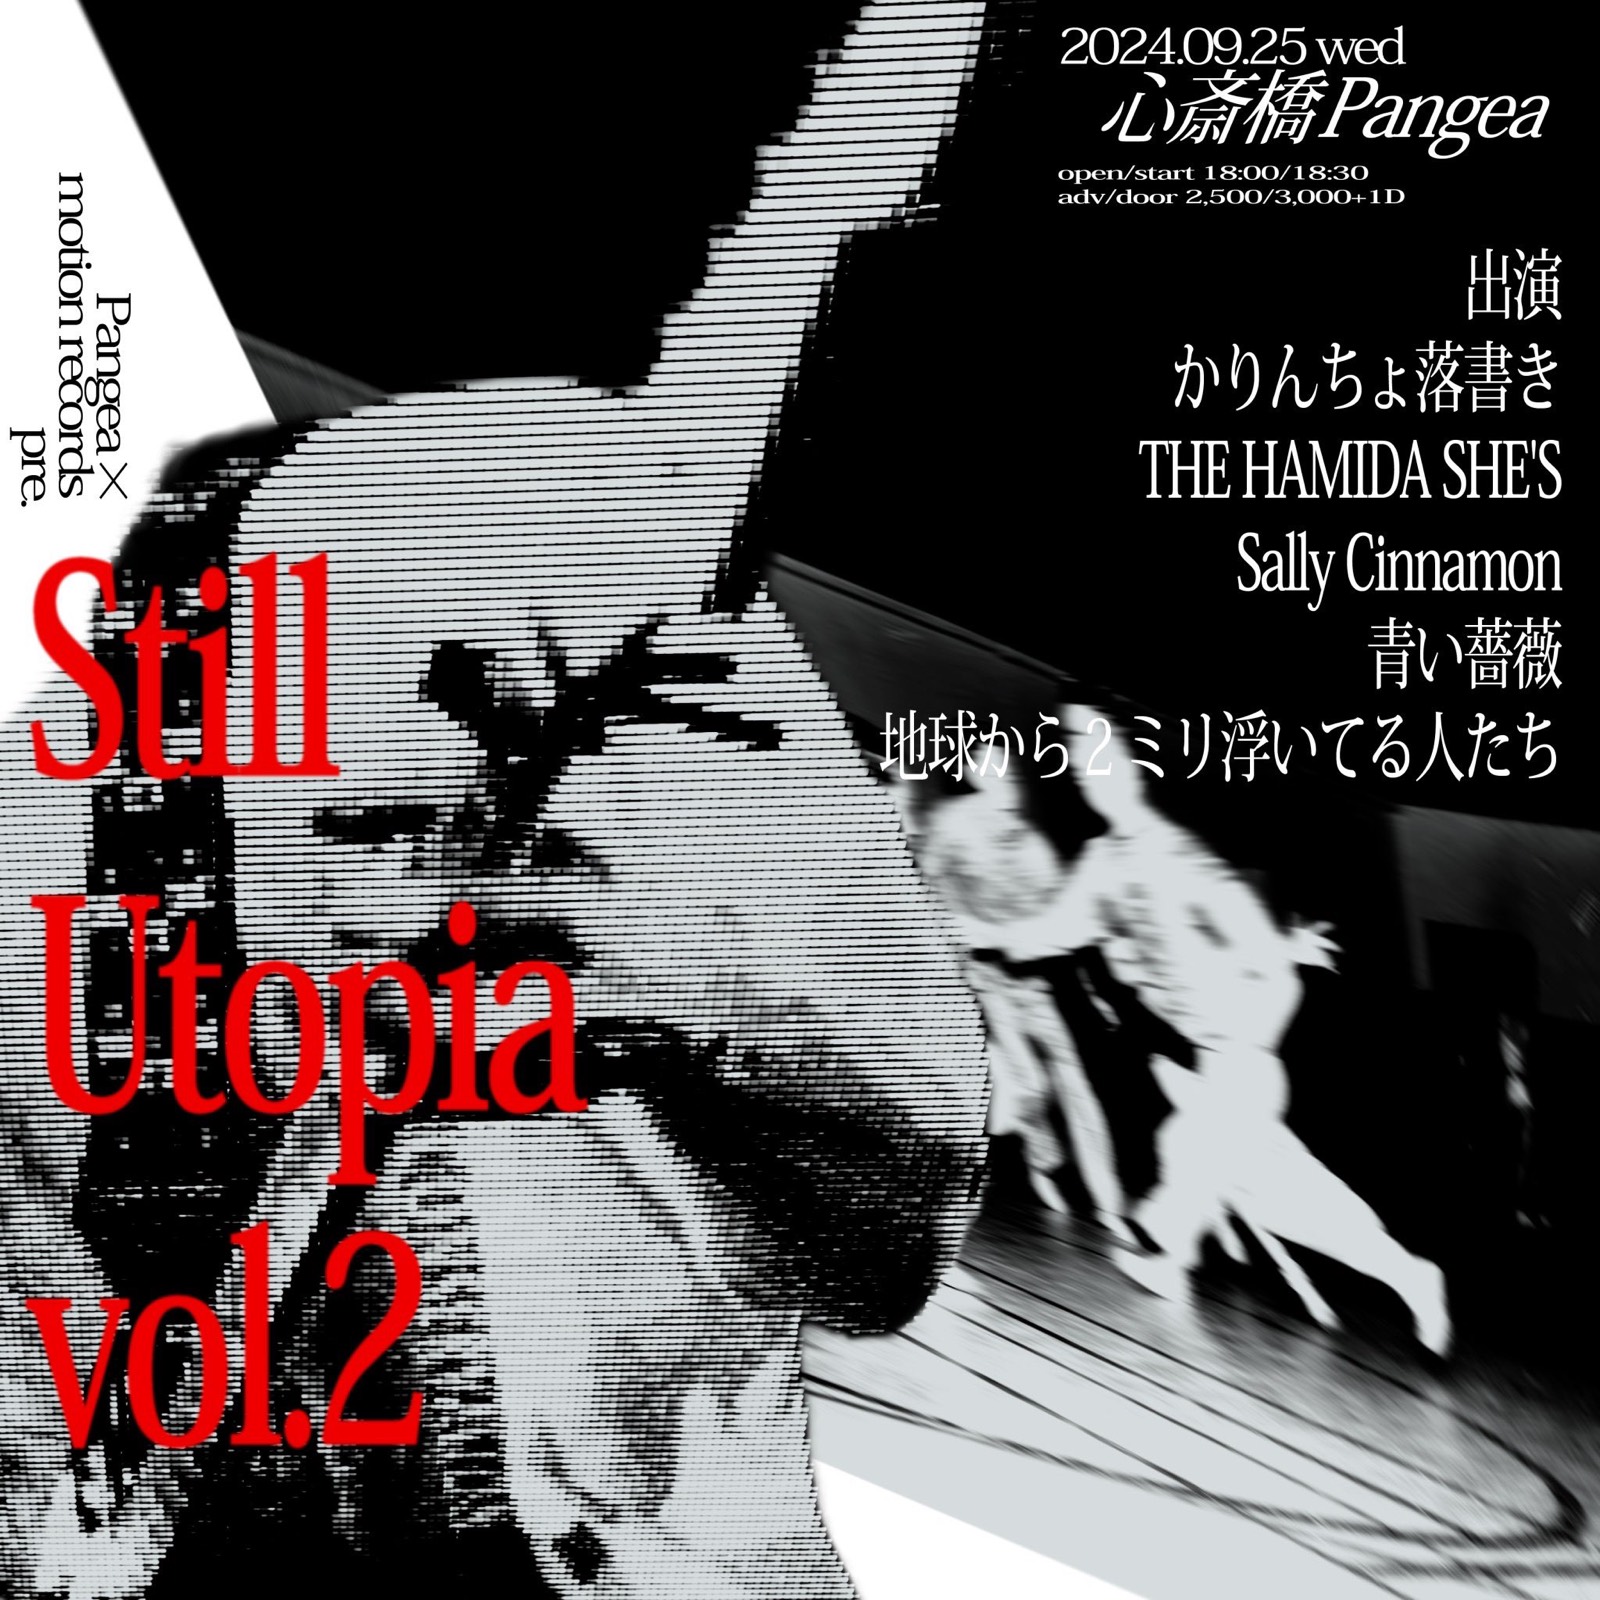 2024.09.25 wed
心斎橋Pangea
open/start 18:00/18:30
adv/door 2,500/3,000+1D
出演
かりんちょ落書き
THE HAMIDA SHE'S
Sally Cinnamon
青い薔薇
地球から2ミリ浮いてる人たち
Pangea×
motion records
pre.
Still
Utopia
vol.2